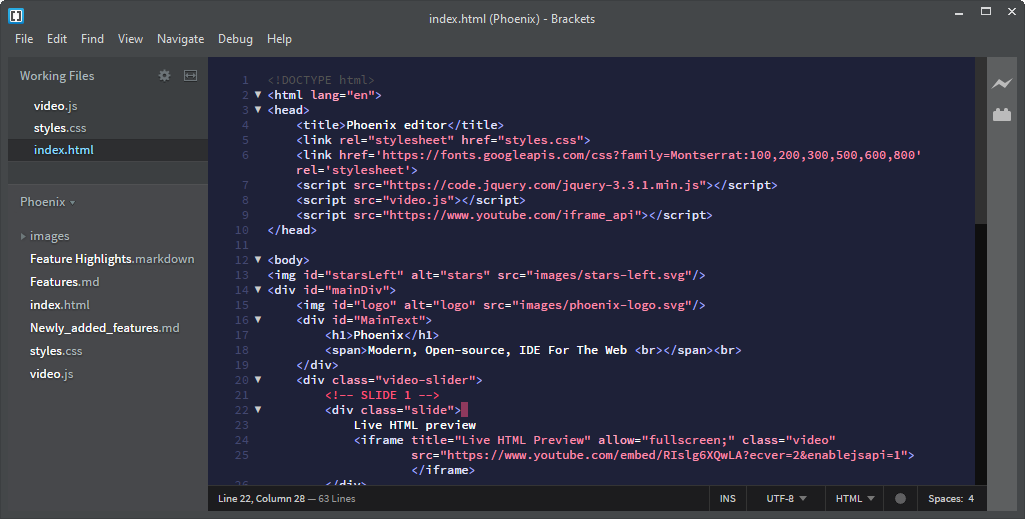 index.html (Phoenix) - Brackets
File Edit Find View Navigate Debug Help
Working Files
video.js
styles.css
index.html
Phoenix
images
Feature Highlights.markdown
Features.md
index.html
Newly_added_features.md
styles.css
video.js
1 <!DOCTYPE html>
2 <html lang="en">
3 <head>
4 <title>Phoenix editor</title>
5 <link rel="stylesheet" href="styles.css">
6 <link href='https://fonts.googleapis.com/css?family=Montserrat:100,200,300,500,600,800'
rel='stylesheet'>
7 <script src="https://code.jquery.com/jquery-3.3.1.min.js"></script>
8 <script src="video.js"></script>
9 <script src="https://www.youtube.com/iframe_api"></script>
10 </head>
11
12 <body>
13 <img id="starsLeft" alt="stars" src="images/stars-left.svg"/>
14 <div id="mainDiv">
15 <img id="logo" alt="logo" src="images/phoenix-logo.svg"/>
16 <div id="MainText">
17 <h1>Phoenix</h1>
18 <span>Modern, Open-source, IDE For The Web <br></span><br>
19 </div>
20 <div class="video-slider">
21 <!-- SLIDE 1 -->
22 <div class="slide">
23 Live HTML preview
24 <iframe title="Live HTML Preview" allow="fullscreen;" class="video"
25 src="https://www.youtube.com/embed/RIslg6XQwLA?ecver=2&enablejsapi=1">
</iframe>
26 </div>
Line 22, Column 28 — 63 Lines INS UTF-8 HTML Spaces: 4